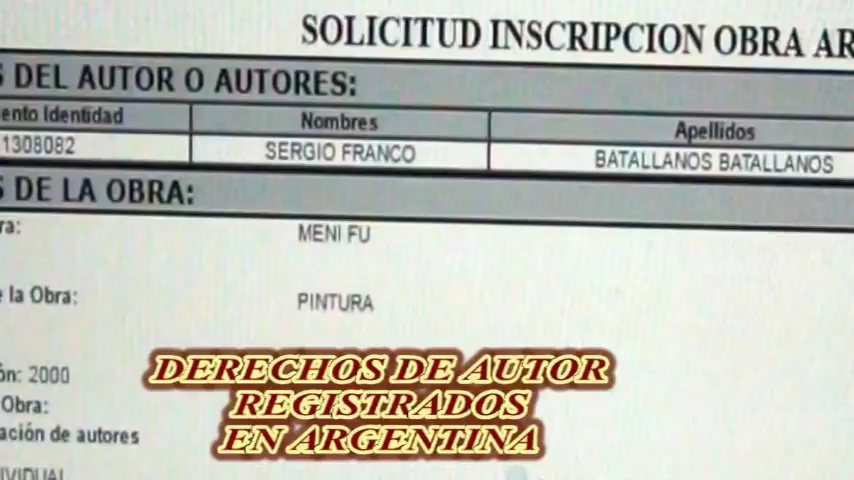 SOLICITUD INSCRIPCION OBRA AR
DEL AUTOR O AUTORES:
ento Identidad Nombres Apellidos
1308082 SERGIO FRANCO BATALLANOS BATALLANOS
DE LA OBRA:
ra: MENI FU
la Obra: PINTURA
ón: 2000
Obra:
ación de autores
DERECHOS DE AUTOR
REGISTRADOS
EN ARGENTINA